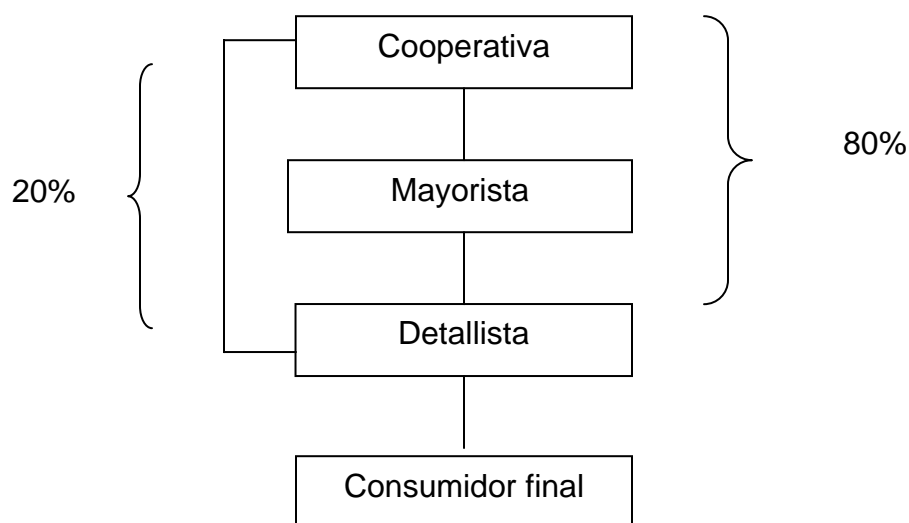 Cooperativa
80%
Mayorista
20%
Detallista
Consumidor final